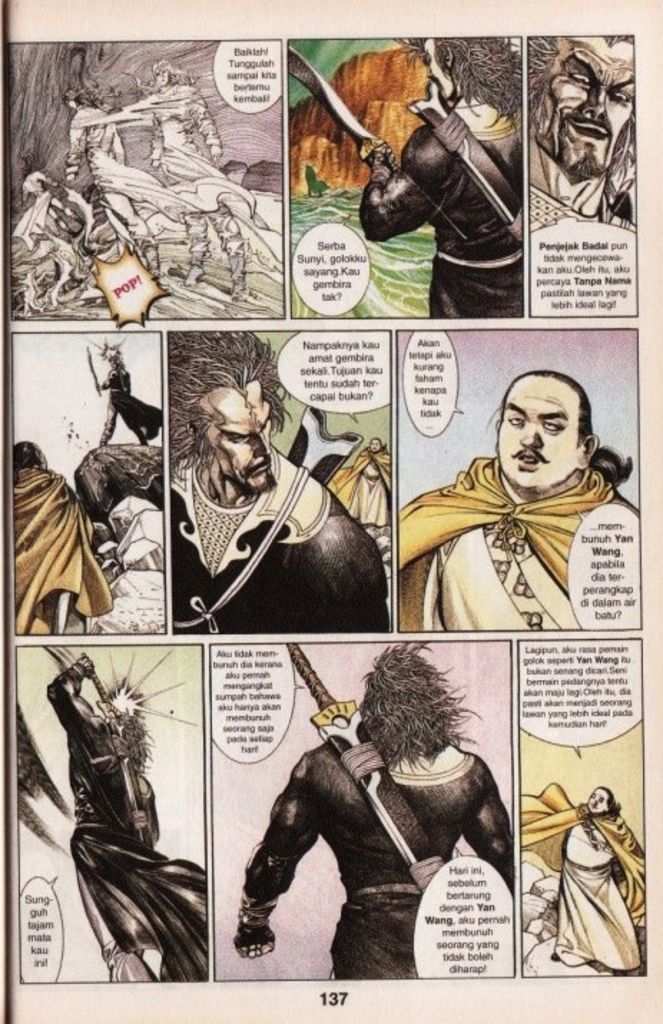 Baiklah!
Tunggulah
sampai kita
bertemu
kembali!
POP!
Serba
Sunyi, golokku
sayang.Kau
gembira
tak?
Penjejak Badai pun
tidak mengecewa-
kan aku.Oleh itu, aku
percaya Tanpa Nama
pastilah lawan yang
lebih ideal lagi!
Nampaknya kau
amat gembira
sekali.Tujuan kau
tentu sudah ter-
capai bukan?
Akan
tetapi aku
kurang
faham
kenapa
kau
tidak
...
...mem-
bunuh Yan
Wang,
apabila
dia ter-
perangkap
di dalam air
batu?
Sung-
guh
tajam
mata
kau
ini!
Aku tidak mem-
bunuh dia kerana
aku pernah
mengangkat
sumpah bahawa
aku hanya akan
membunuh
seorang saja
pada setiap
hari!
Hari ini,
sebelum
bertarung
dengan Yan
Wang, aku pernah
membunuh
seorang yang
tidak boleh
diharap!
Lagipun, aku rasa pemain
golok seperti Yan Wang itu
bukan senang dicari.Seni
bermain pedangnya tentu
akan maju lagi.Oleh itu, dia
pasti akan menjadi seorang
lawan yang lebih ideal pada
kemudian hari!
137